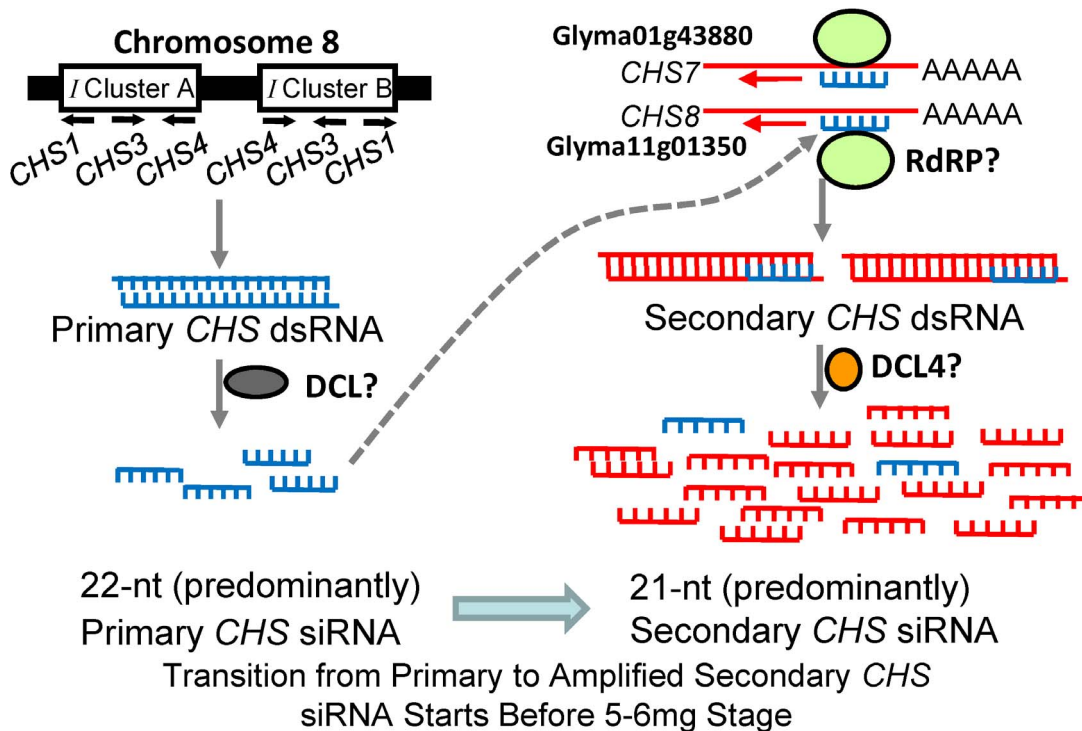 Chromosome 8
I Cluster A I Cluster B
CHS1 CHS3 CHS4 CHS4 CHS3 CHS1
Primary CHS dsRNA
DCL?
22-nt (predominantly)
Primary CHS siRNA
Glyma01g43880
CHS7 AAAAA
CHS8 AAAAA
Glyma11g01350
RdRP?
Secondary CHS dsRNA
DCL4?
21-nt (predominantly)
Secondary CHS siRNA
Transition from Primary to Amplified Secondary CHS
siRNA Starts Before 5-6mg Stage